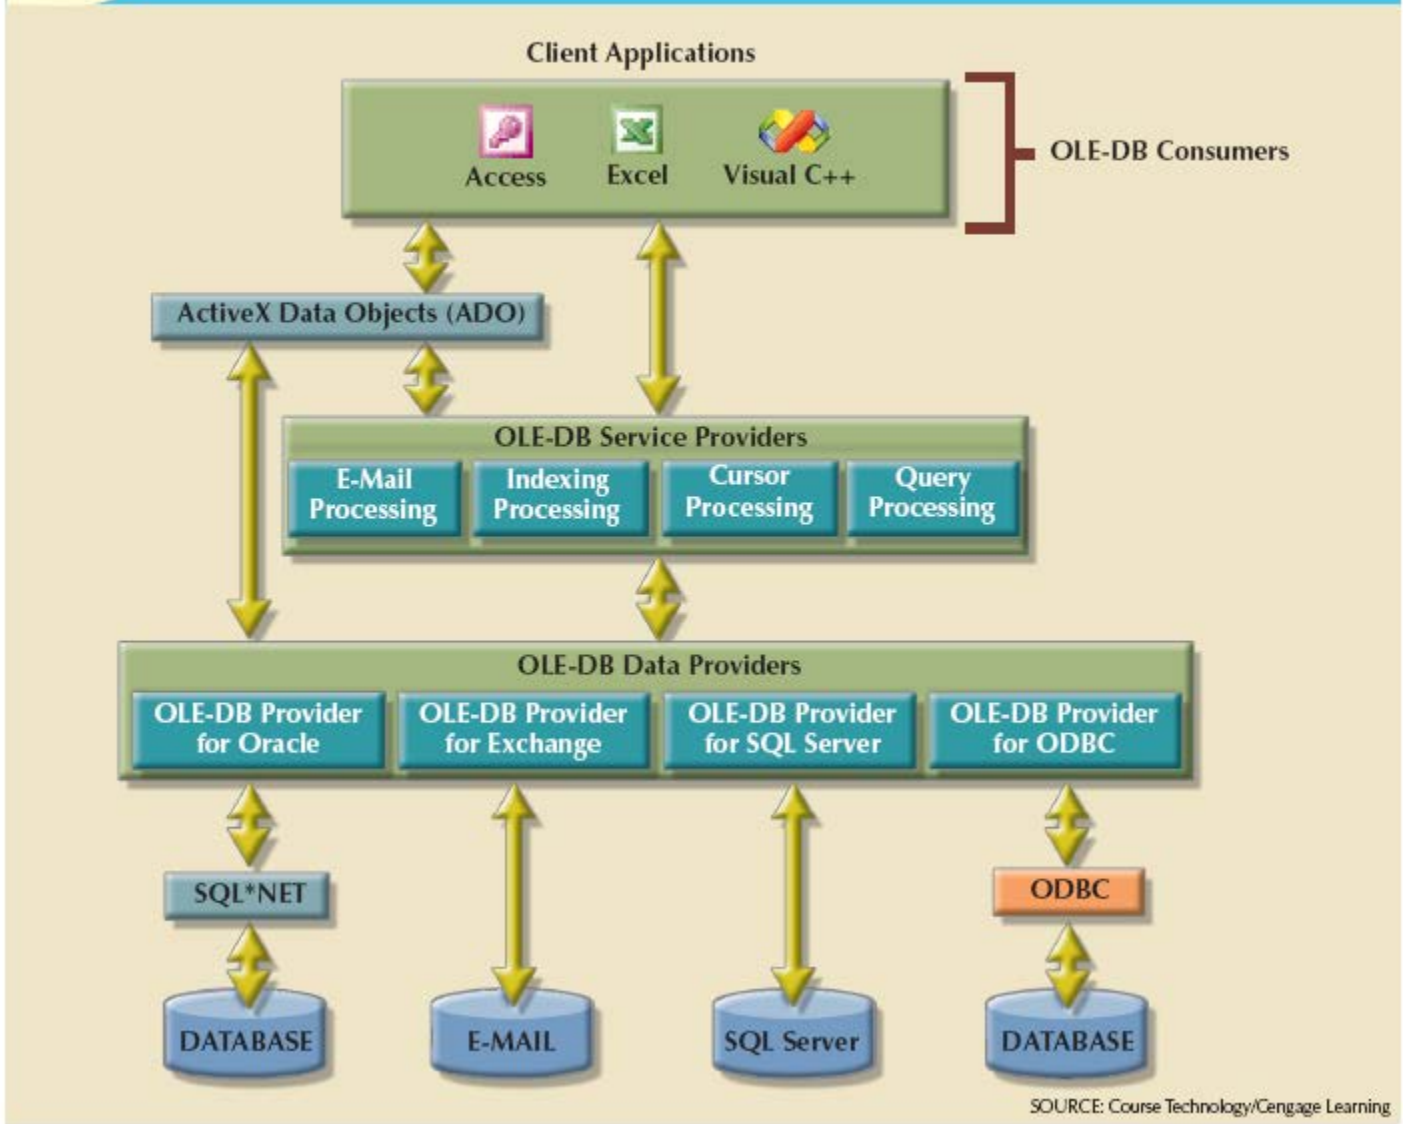 Client Applications
Access
Excel
Visual C++
OLE-DB Consumers
ActiveX Data Objects (ADO)
OLE-DB Service Providers
E-Mail
Processing
Indexing
Processing
Cursor
Processing
Query
Processing
OLE-DB Data Providers
OLE-DB Provider
for Oracle
OLE-DB Provider
for Exchange
OLE-DB Provider
for SQL Server
OLE-DB Provider
for ODBC
SQL*NET
ODBC
DATABASE
E-MAIL
SQL Server
DATABASE
SOURCE: Course Technology/Cengage Learning